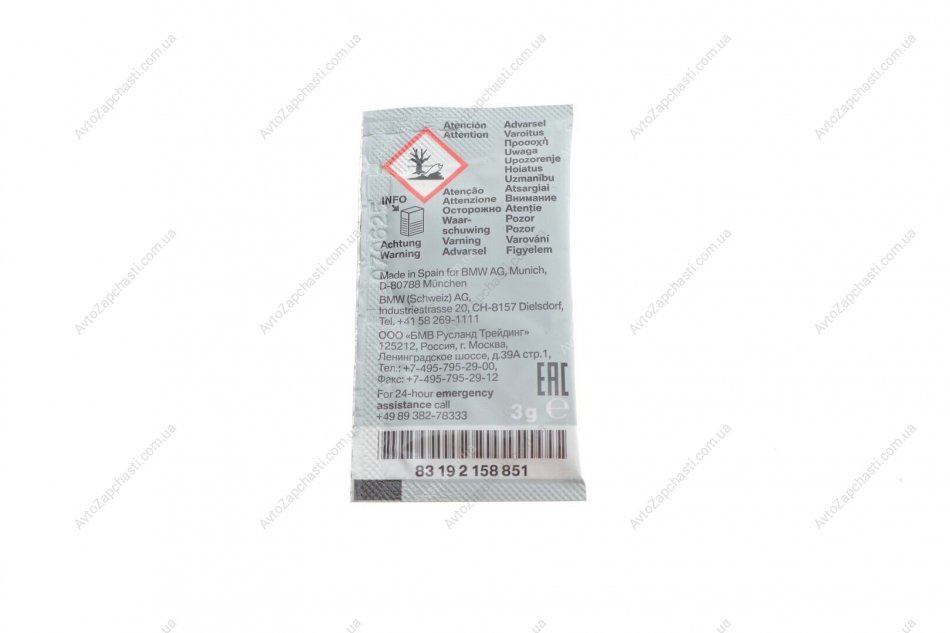 Atención
Attention
Advarsel
Varoitus
Προσοχή
Uwaga
Upozorenje
Hoiatus
Uzmanību
Atsargiai
Внимание
Atenție
Pozor
Pozor
Varování
Figyelem
Atenção
Attenzione
Осторожно
Waar-
schuwing
Varning
Advarsel
INFO
Achtung
Warning
Made in Spain for BMW AG, Munich,
D-80788 München
BMW (Schweiz) AG,
Industriestrasse 20, CH-8157 Dielsdorf,
Tel. +41 58 269-1111
ООО «БМВ Русланд Трейдинг»
125212, Россия, г. Москва,
Ленинградское шоссе, д.39А стр.1,
Тел.: +7-495-795-29-00,
Факс: +7-495-795-29-12
For 24-hour emergency
assistance call
+49 89 382-78333
EAC
3g e
83 19 2 158 851
AvtoZapchasti.com.ua